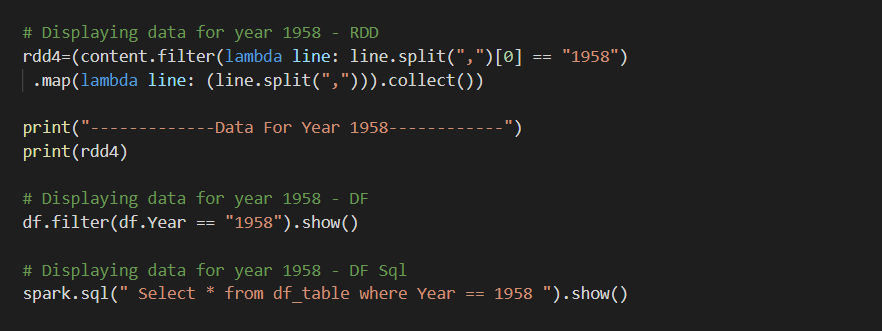 # Displaying data for year 1958 - RDD
rdd4=(content.filter(lambda line: line.split(",")[0] == "1958")
.map(lambda line: (line.split(","))).collect())
print("-------------Data For Year 1958------------")
print(rdd4)
# Displaying data for year 1958 - DF
df.filter(df.Year == "1958").show()
# Displaying data for year 1958 - DF Sql
spark.sql(" Select * from df_table where Year == 1958 ").show()